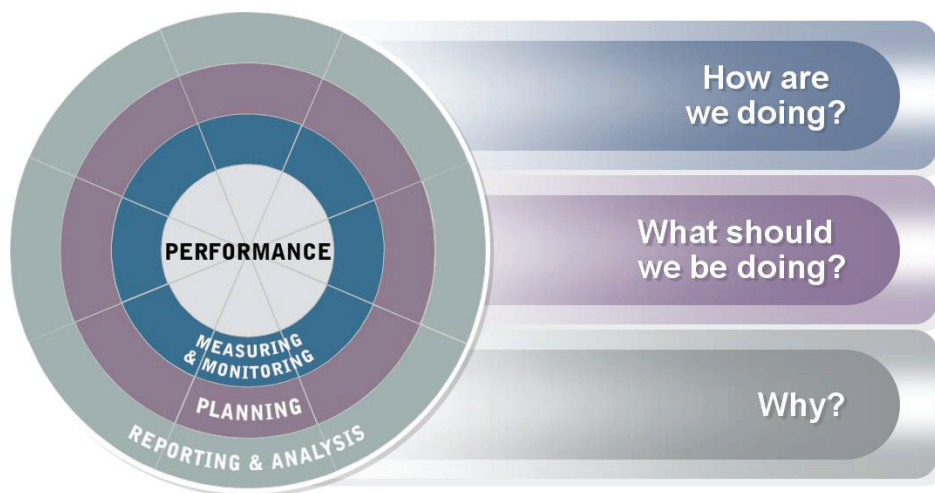 PERFORMANCE
MEASURING
& MONITORING
PLANNING
REPORTING & ANALYSIS
How are
we doing?
What should
we be doing?
Why?